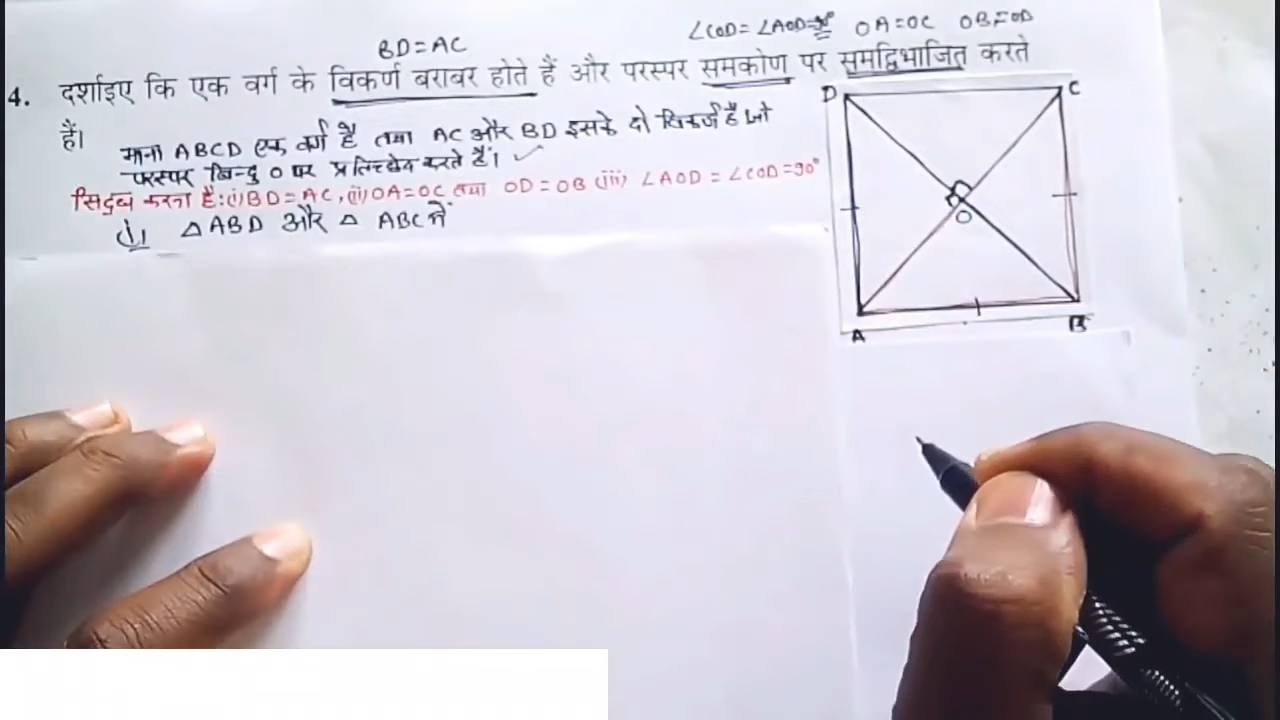 BD = AC ∠COD = ∠AOD = 90° OA = OC OB = OD
4. दर्शाइए कि एक वर्ग के विकर्ण बराबर होते हैं और परस्पर समकोण पर समद्विभाजित करते
हैं।
माना ABCD एक वर्ग है तथा AC और BD इसके दो विकर्ण हैं जो
परस्पर बिन्दु O पर प्रतिच्छेद करते हैं।
सिद्ध करना है: (i) BD = AC, (ii) OA = OC तथा OD = OB (iii) ∠AOD = ∠COD = 90°
(i) △ABD और △ ABC में
D C
O
A B